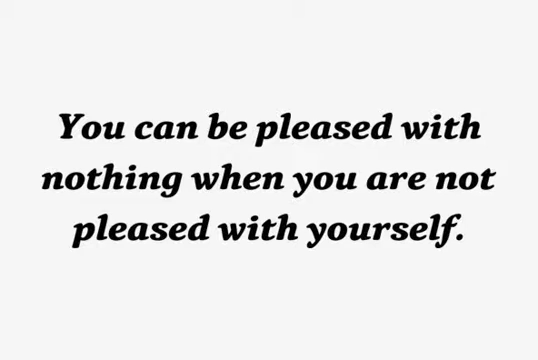 You can be pleased with
nothing when you are not
pleased with yourself.